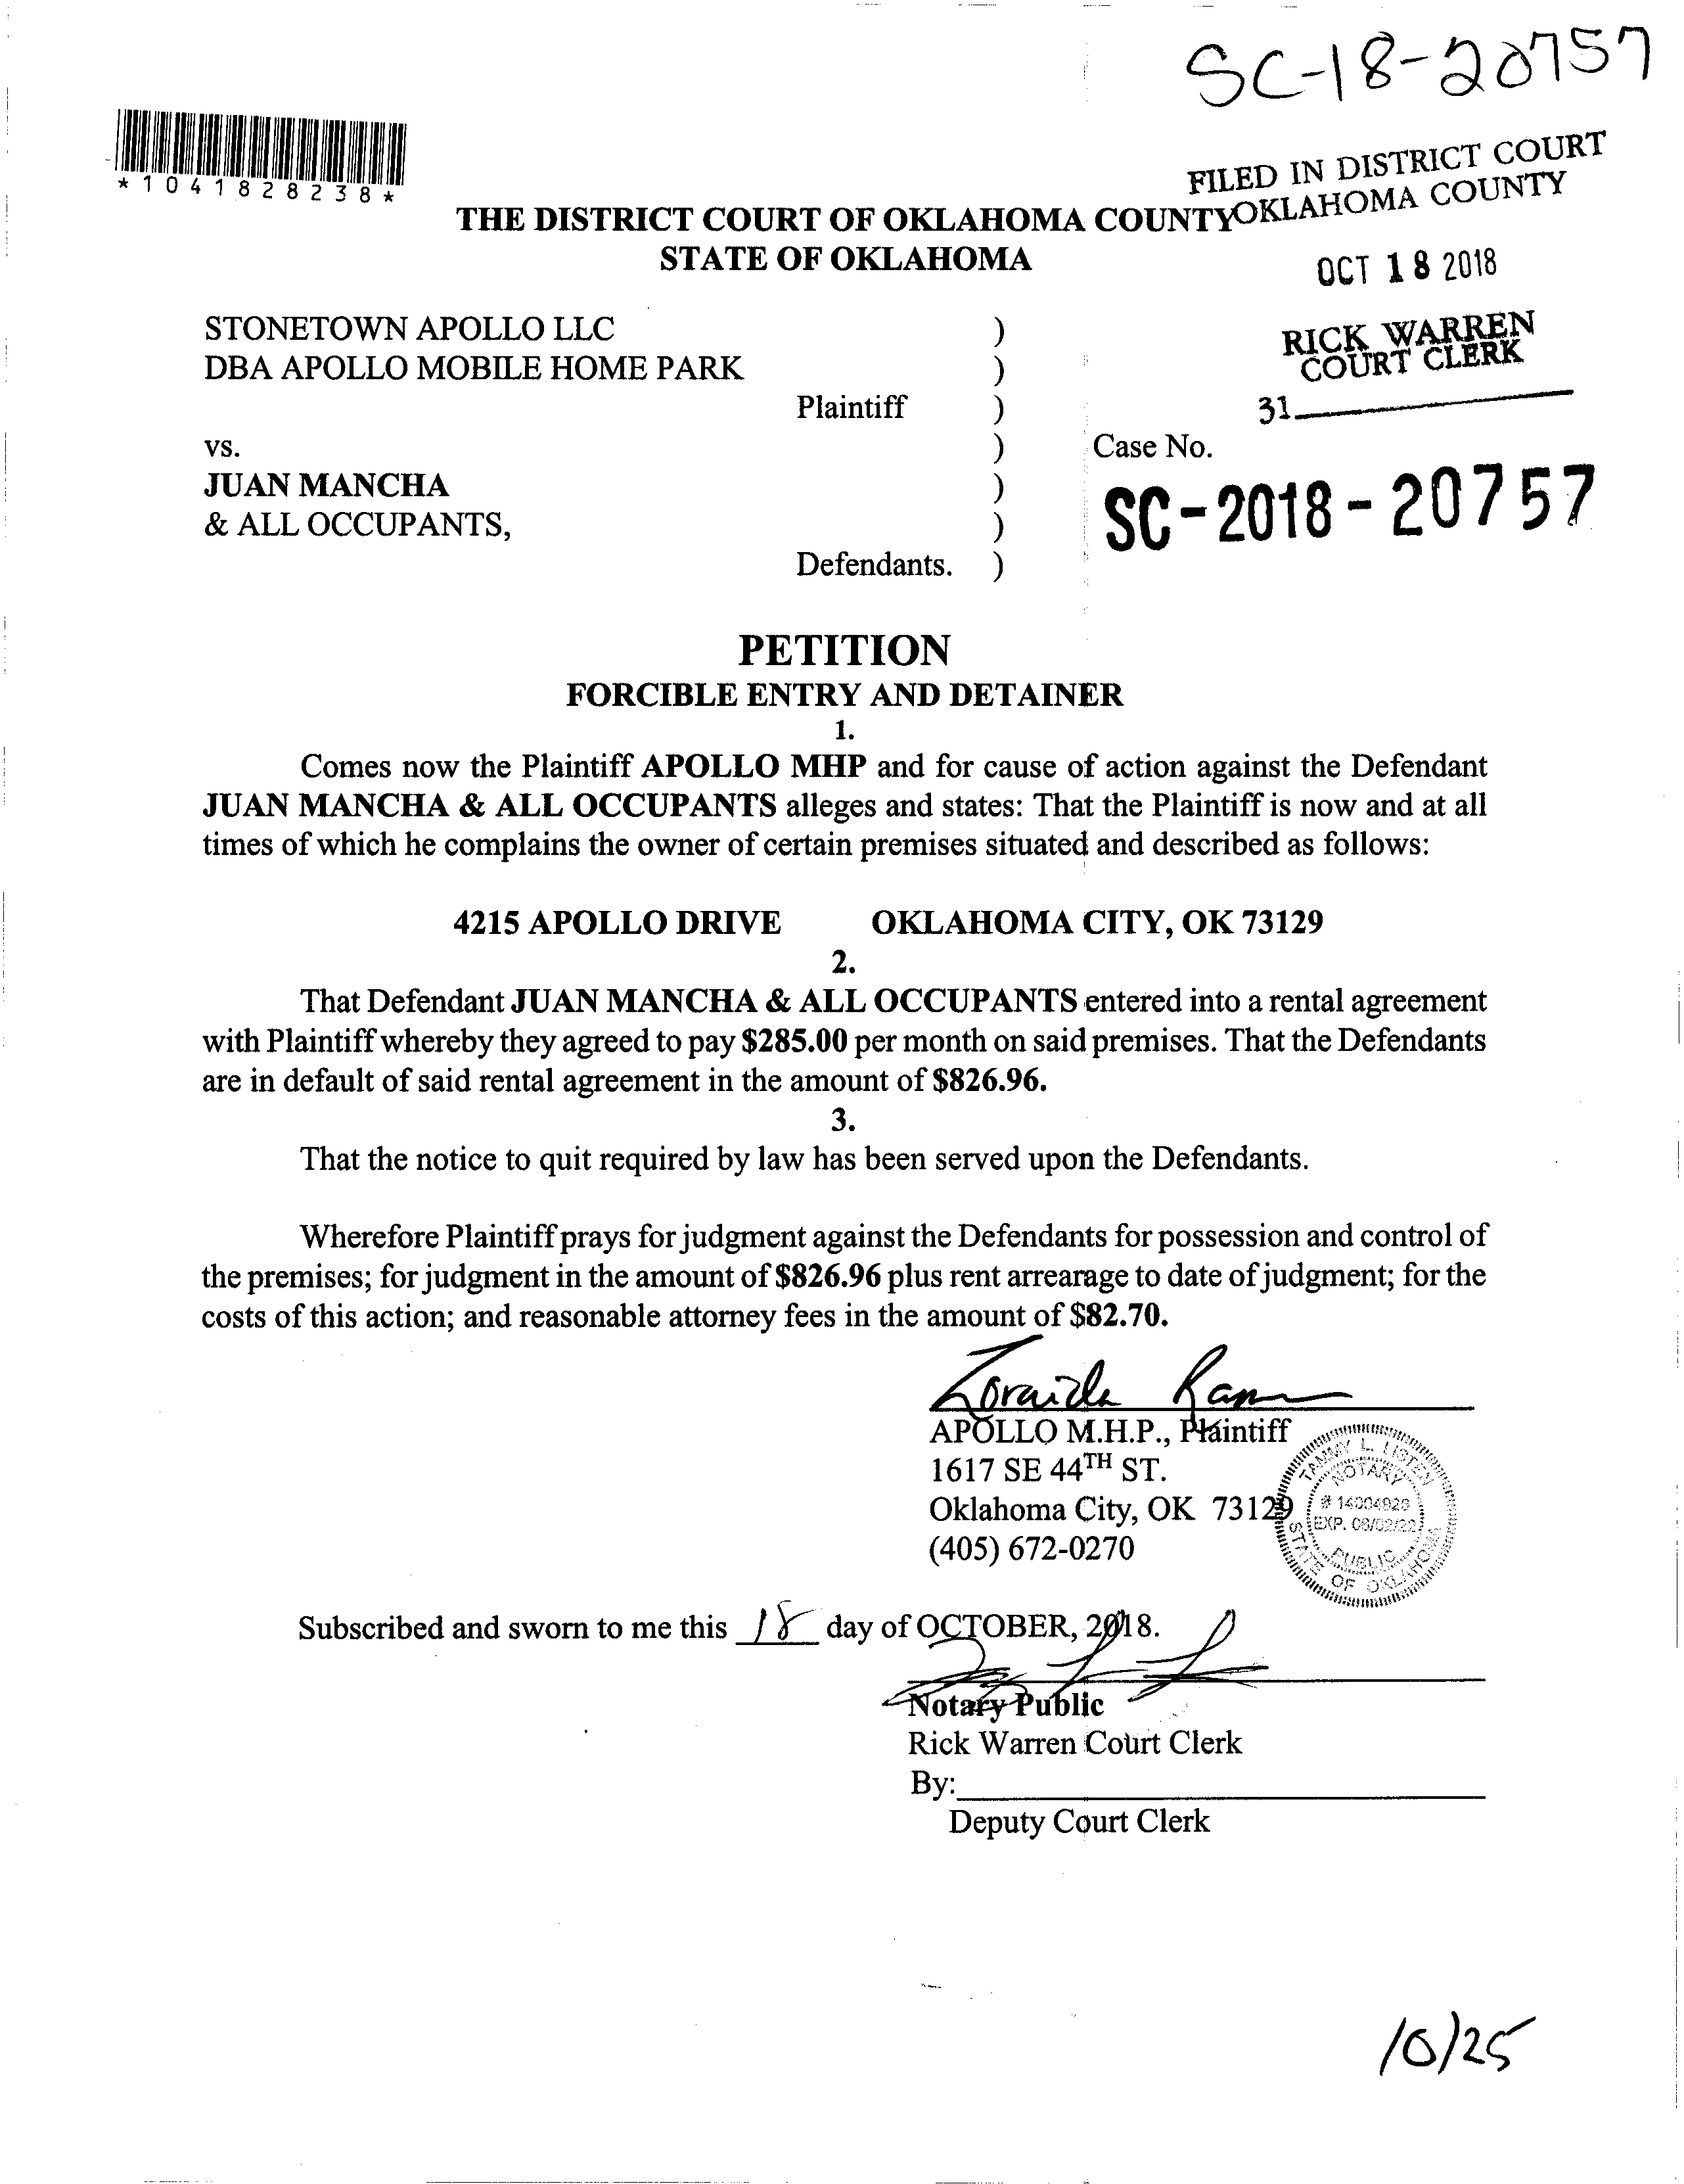 SC-18-20757
*1041828238*
FILED IN DISTRICT COURT
OKLAHOMA COUNTY
THE DISTRICT COURT OF OKLAHOMA COUNTY
STATE OF OKLAHOMA
OCT 18 2018
STONETOWN APOLLO LLC )
DBA APOLLO MOBILE HOME PARK )
RICK WARREN
COURT CLERK
Plaintiff )
31
vs. )
Case No.
JUAN MANCHA )
& ALL OCCUPANTS, )
SC-2018-20757
Defendants. )
PETITION
FORCIBLE ENTRY AND DETAINER
1.
Comes now the Plaintiff APOLLO MHP and for cause of action against the Defendant
JUAN MANCHA & ALL OCCUPANTS alleges and states: That the Plaintiff is now and at all
times of which he complains the owner of certain premises situated and described as follows:
4215 APOLLO DRIVE OKLAHOMA CITY, OK 73129
2.
That Defendant JUAN MANCHA & ALL OCCUPANTS entered into a rental agreement
with Plaintiff whereby they agreed to pay $285.00 per month on said premises. That the Defendants
are in default of said rental agreement in the amount of $826.96.
3.
That the notice to quit required by law has been served upon the Defendants.
Wherefore Plaintiff prays for judgment against the Defendants for possession and control of
the premises; for judgment in the amount of $826.96 plus rent arrearage to date of judgment; for the
costs of this action; and reasonable attorney fees in the amount of $82.70.
Zoraida
APOLLO M.H.P., Plaintiff
1617 SE 44TH ST.
Oklahoma City, OK 73129
(405) 672-0270
TAMMY L. LISTEN
NOTARY
# 14004923
EXP. 06/02/22
PUBLIC
STATE OF OKLAHOMA
Subscribed and sworn to me this 18 day of OCTOBER, 2018.
Notary Public
Rick Warren Court Clerk
By:
Deputy Court Clerk
10/25